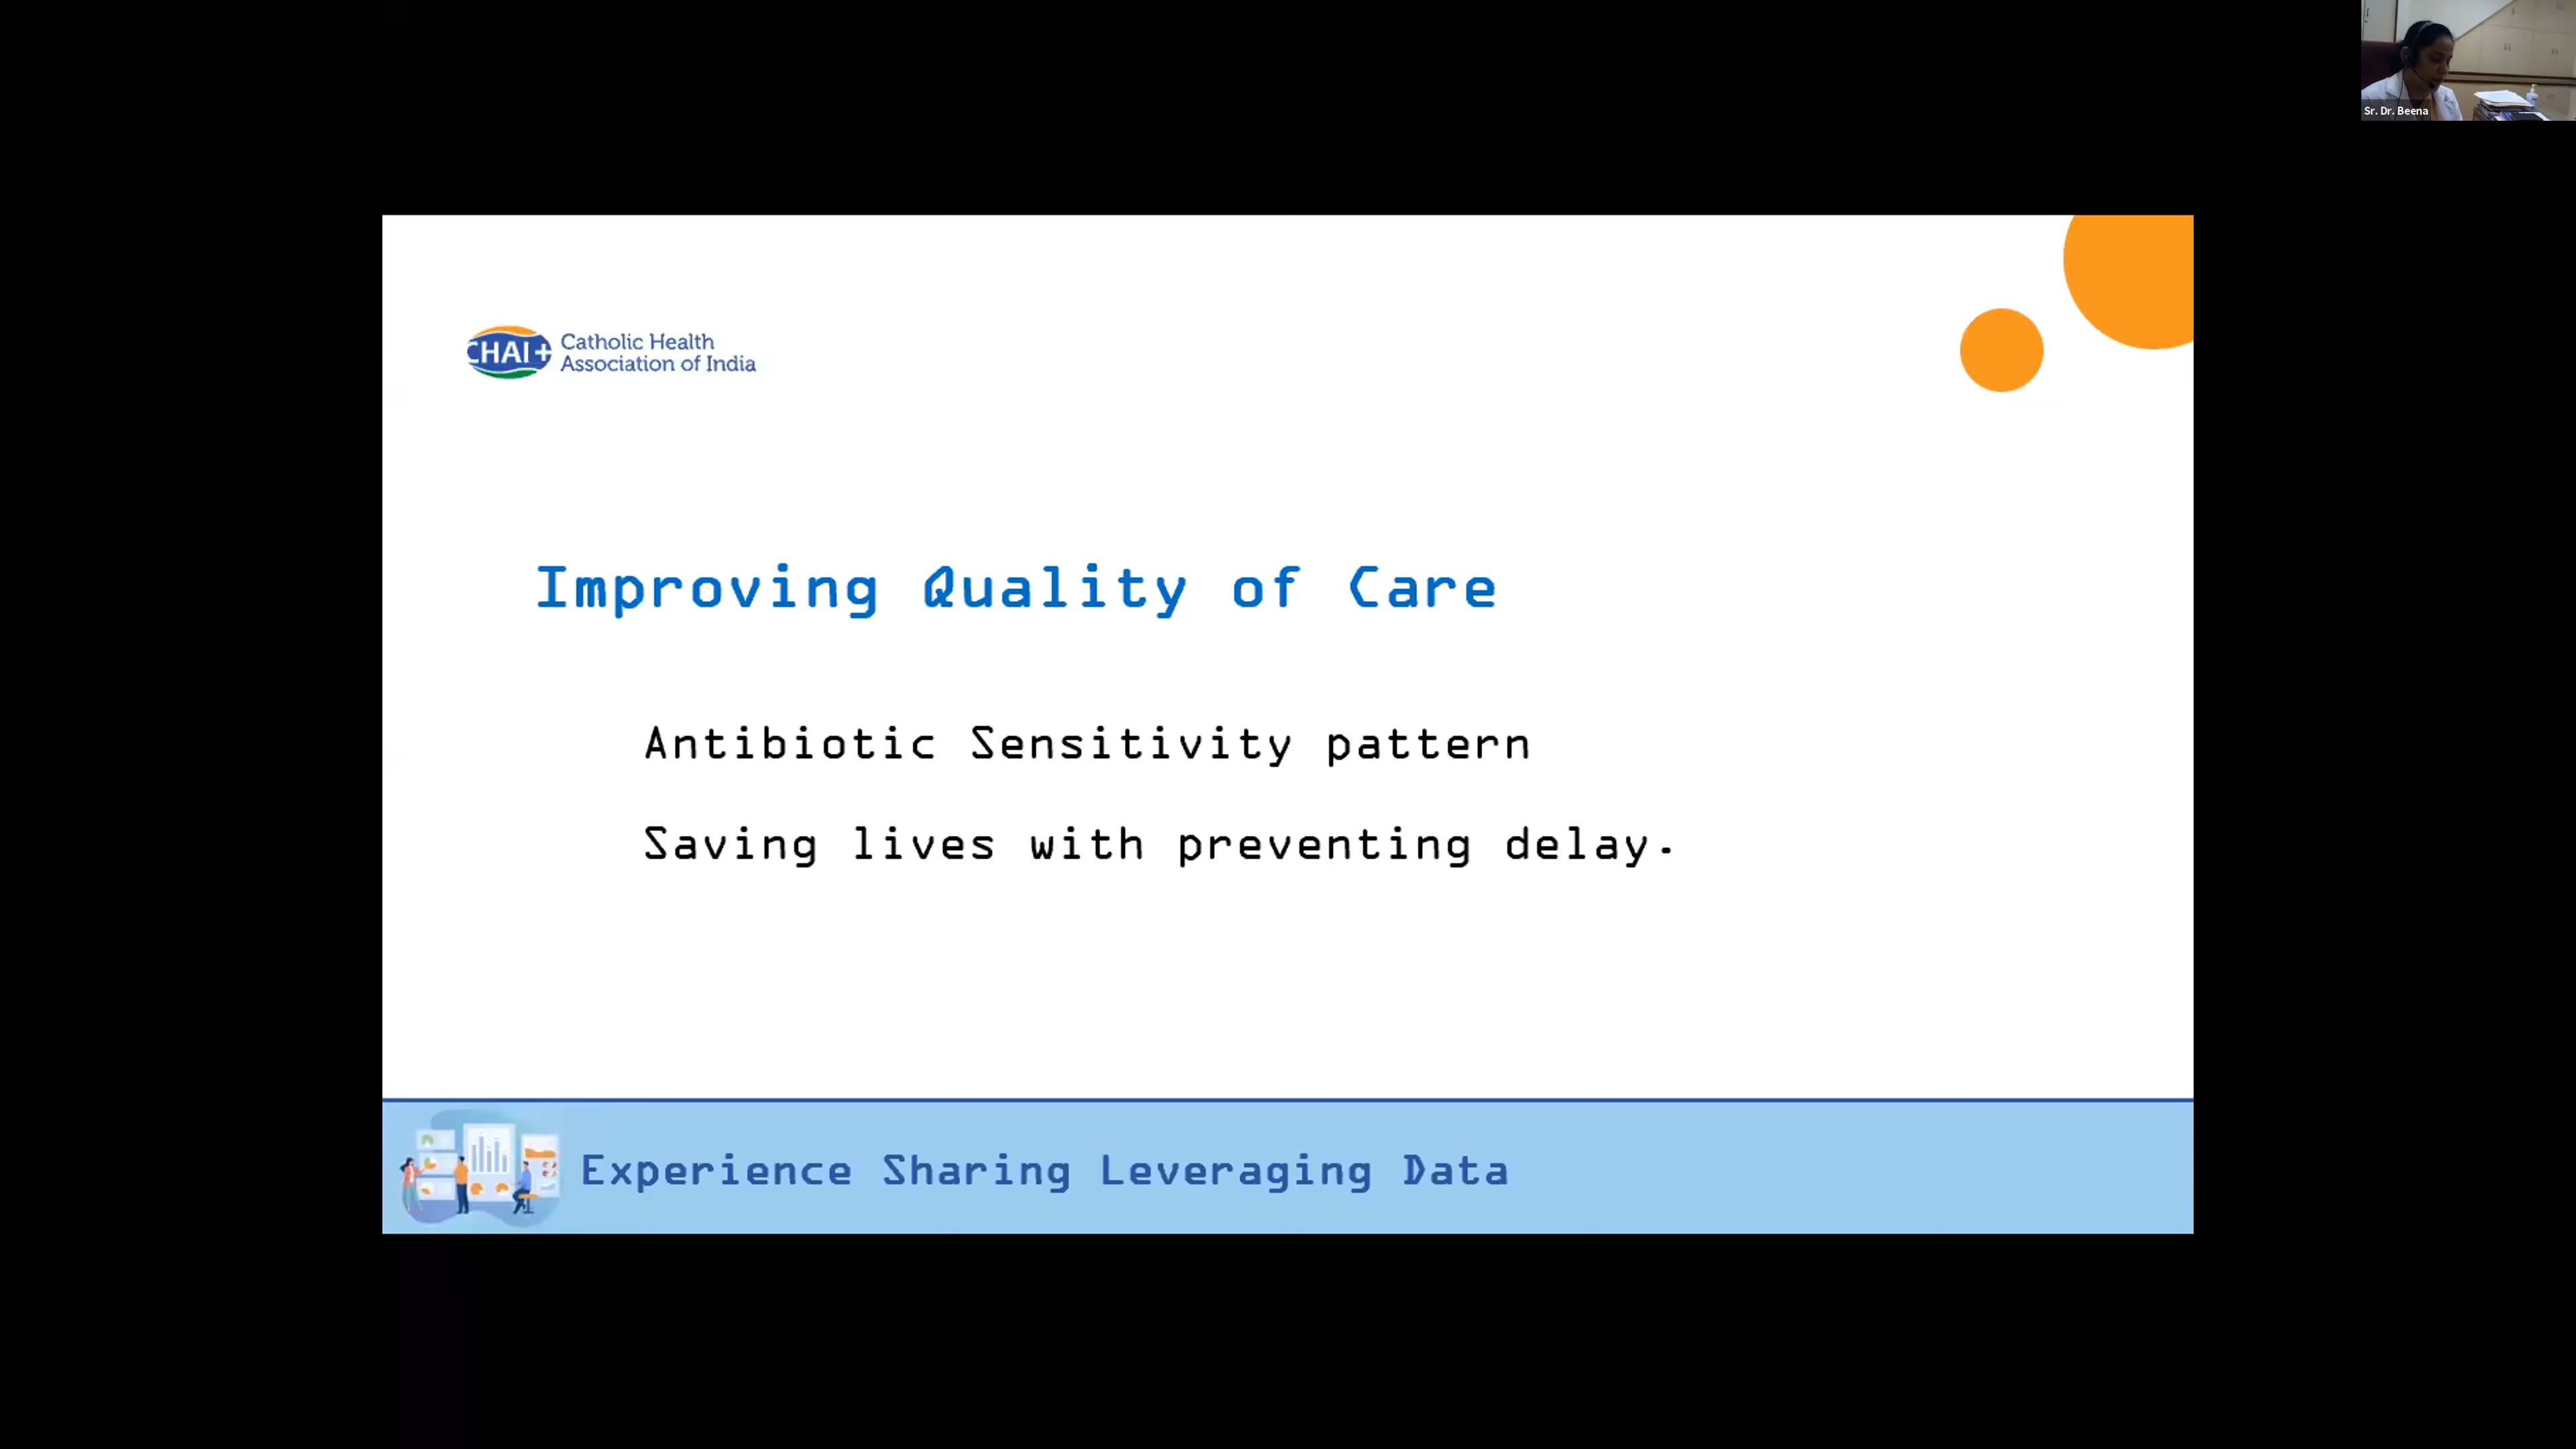 Sr. Dr. Beena
CHAI+
Catholic Health
Association of India
Improving Quality of Care
Antibiotic Sensitivity pattern
Saving lives with preventing delay.
Experience Sharing Leveraging Data